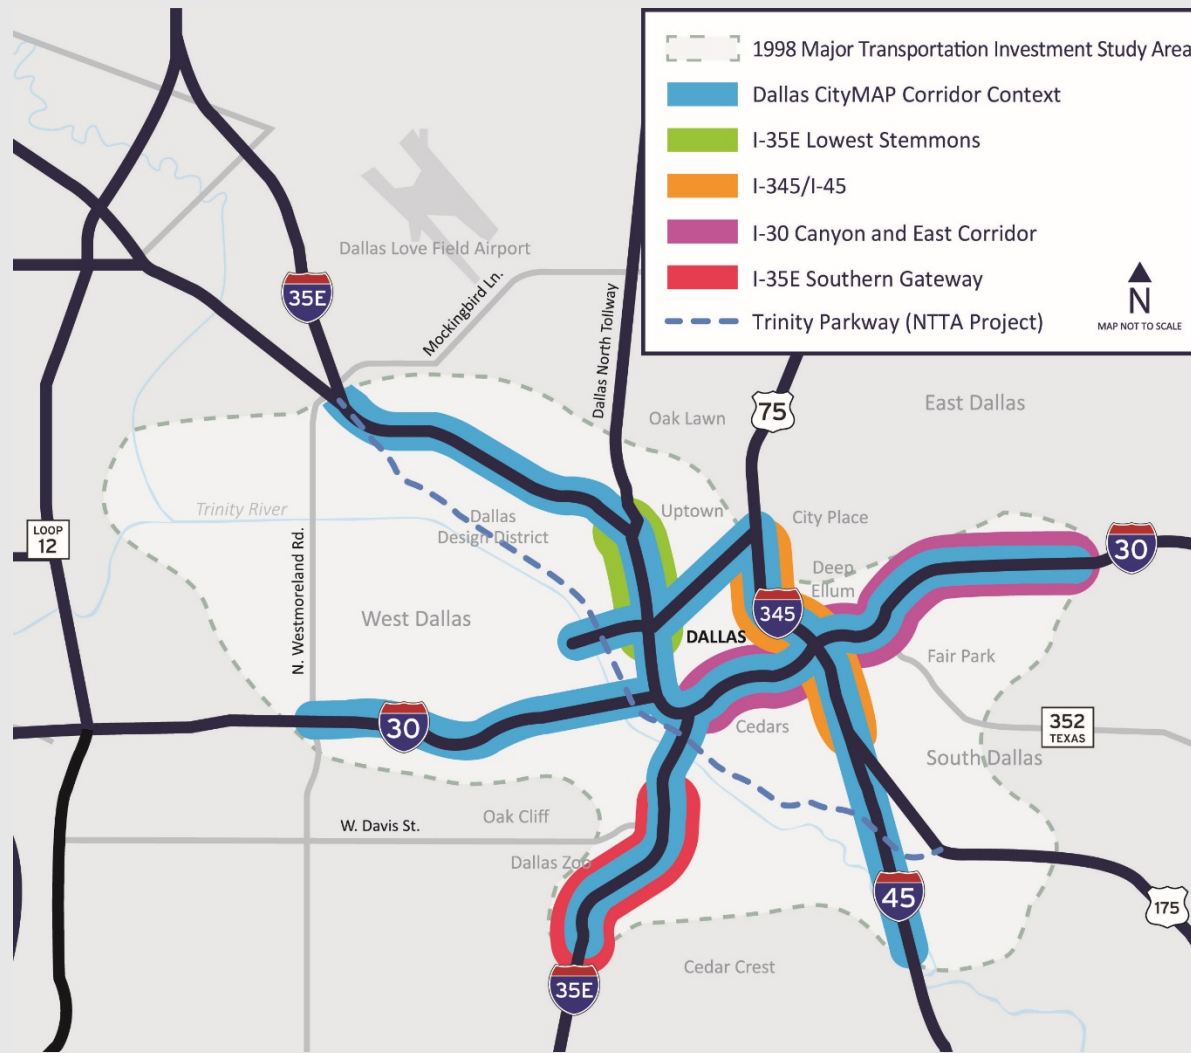 1998 Major Transportation Investment Study Area
Dallas CityMAP Corridor Context
I-35E Lowest Stemmons
I-345/I-45
I-30 Canyon and East Corridor
I-35E Southern Gateway
Trinity Parkway (NTTA Project)
N
MAP NOT TO SCALE
Dallas Love Field Airport
35E
Mockingbird Ln.
Dallas North Tollway
75
East Dallas
Oak Lawn
Trinity River
Dallas
Design District
Uptown
City Place
LOOP
12
30
Deep
Ellum
N. Westmoreland Rd.
West Dallas
345
DALLAS
Fair Park
30
Cedars
352
TEXAS
South Dallas
Oak Cliff
W. Davis St.
Dallas Zoo
45
175
Cedar Crest
35E